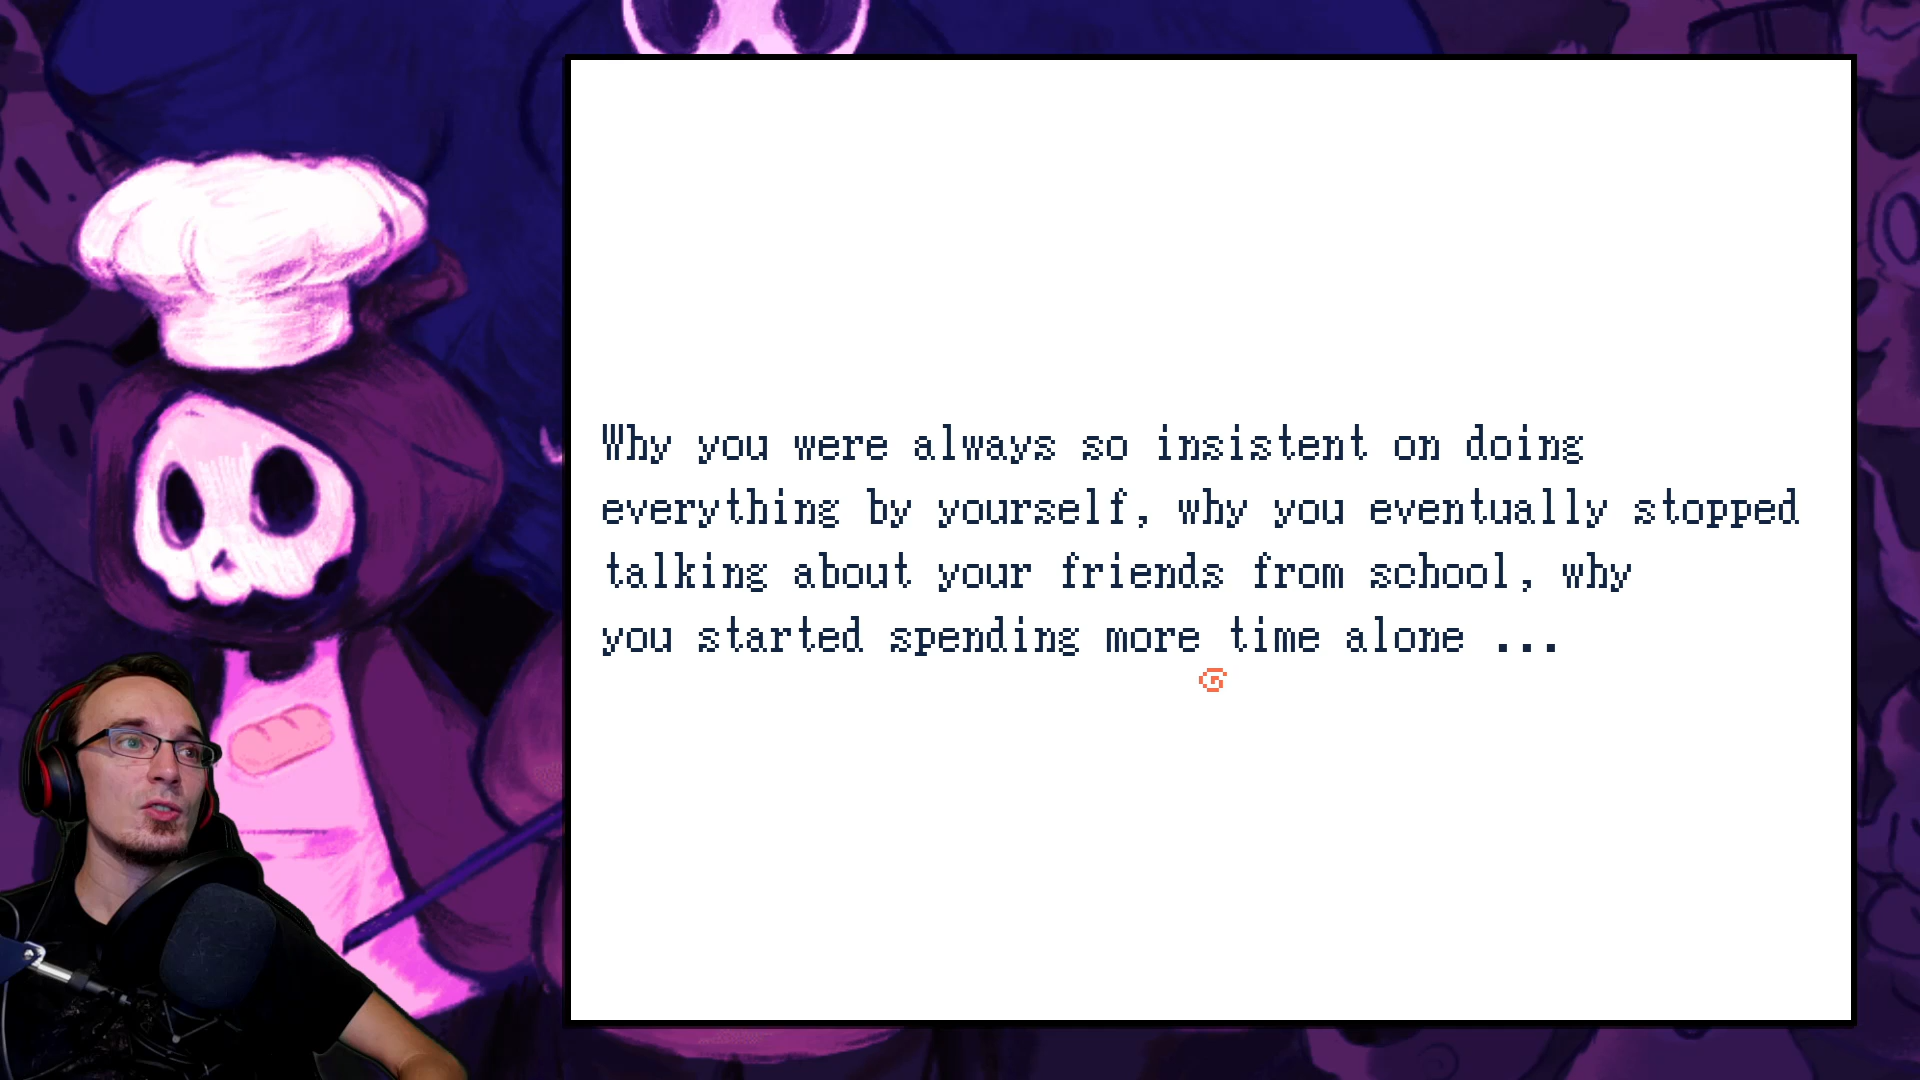 Why you were always so insistent on doing
everything by yourself, why you eventually stopped
talking about your friends from school, why
you started spending more time alone ...